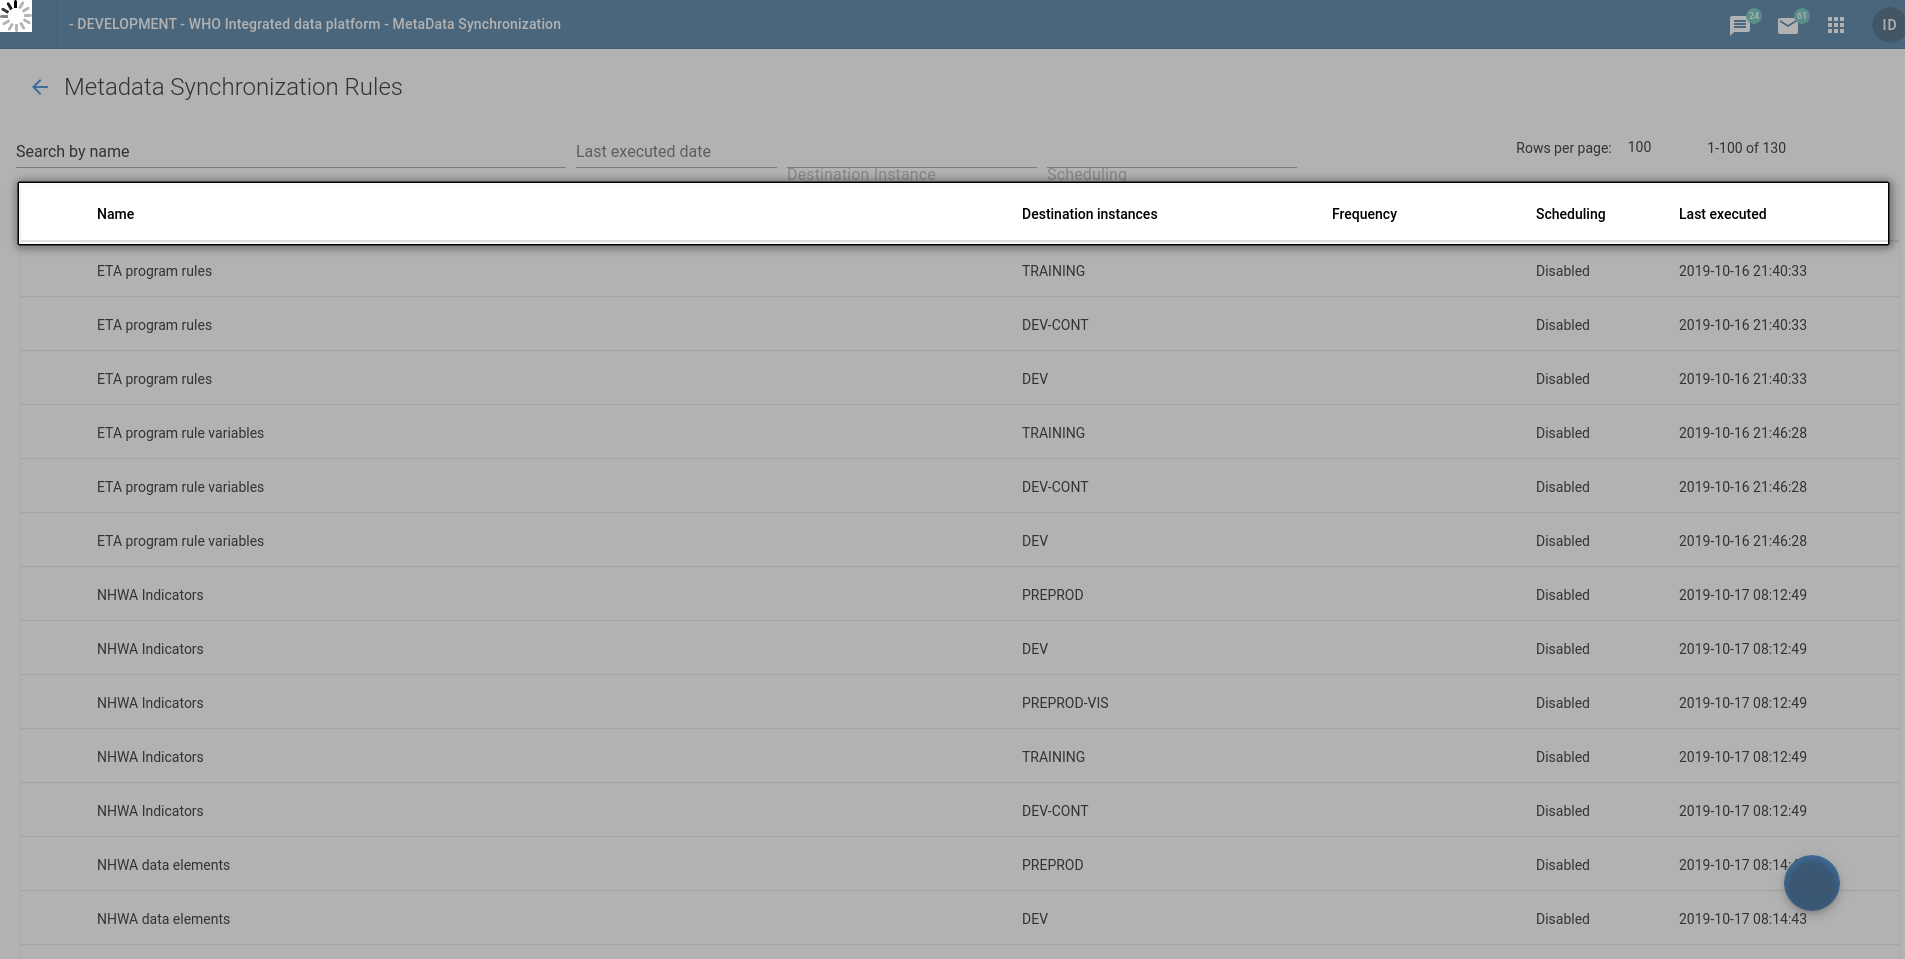 - DEVELOPMENT - WHO Integrated data platform - MetaData Synchronization 24 61 ID
Metadata Synchronization Rules
Search by name Last executed date Destination Instance Scheduling Rows per page: 100 1-100 of 130
Name Destination instances Frequency Scheduling Last executed
ETA program rules TRAINING Disabled 2019-10-16 21:40:33
ETA program rules DEV-CONT Disabled 2019-10-16 21:40:33
ETA program rules DEV Disabled 2019-10-16 21:40:33
ETA program rule variables TRAINING Disabled 2019-10-16 21:46:28
ETA program rule variables DEV-CONT Disabled 2019-10-16 21:46:28
ETA program rule variables DEV Disabled 2019-10-16 21:46:28
NHWA Indicators PREPROD Disabled 2019-10-17 08:12:49
NHWA Indicators DEV Disabled 2019-10-17 08:12:49
NHWA Indicators PREPROD-VIS Disabled 2019-10-17 08:12:49
NHWA Indicators TRAINING Disabled 2019-10-17 08:12:49
NHWA Indicators DEV-CONT Disabled 2019-10-17 08:12:49
NHWA data elements PREPROD Disabled 2019-10-17 08:14:
NHWA data elements DEV Disabled 2019-10-17 08:14:43